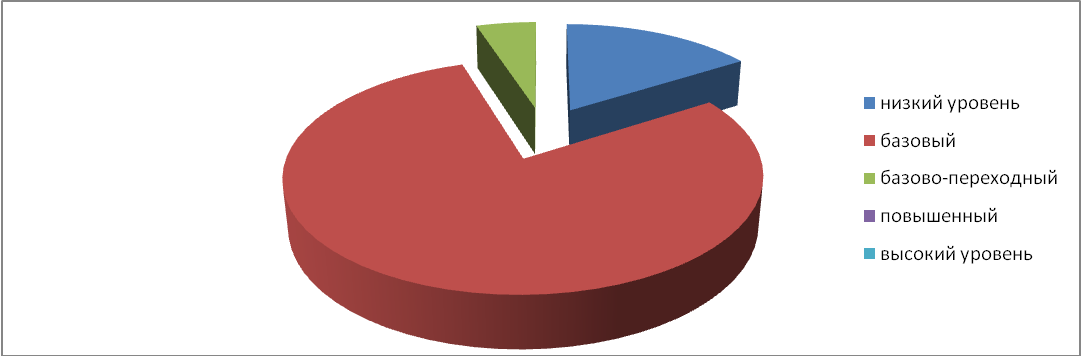 низкий уровень
базовый
базово-переходный
повышенный
высокий уровень